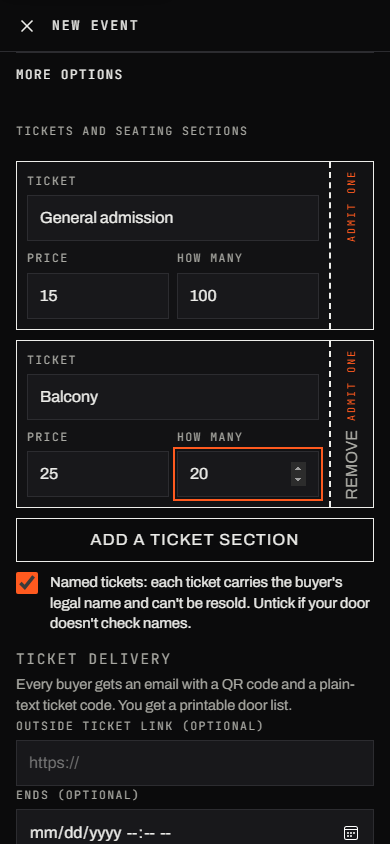 NEW EVENT
MORE OPTIONS
TICKETS AND SEATING SECTIONS
TICKET
General admission
PRICE
HOW MANY
15
100
ADMIT ONE
TICKET
Balcony
PRICE
HOW MANY
25
20
ADMIT ONE
REMOVE
ADD A TICKET SECTION
Named tickets: each ticket carries the buyer's
legal name and can't be resold. Untick if your door
doesn't check names.
TICKET DELIVERY
Every buyer gets an email with a QR code and a plain-
text ticket code. You get a printable door list.
OUTSIDE TICKET LINK (OPTIONAL)
https://
ENDS (OPTIONAL)
mm/dd/yyyy --:-- --